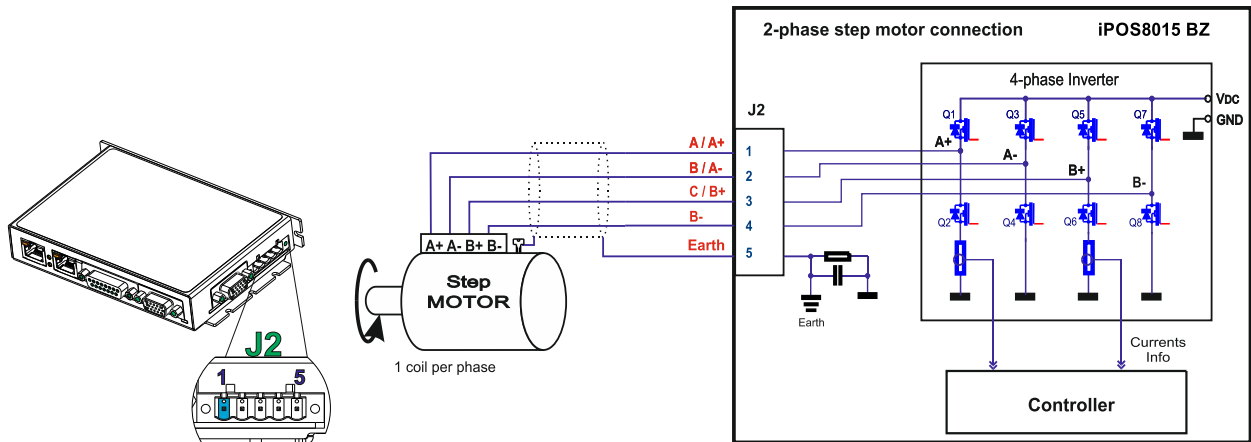 2-phase step motor connection
iPOS8015 BZ
4-phase Inverter
VDC
GND
Q1
Q3
Q5
Q7
A+
A-
B+
B-
Q2
Q4
Q6
Q8
J2
A / A+
1
B / A-
2
C / B+
3
B-
4
Earth
5
A+ A- B+ B-
Step
MOTOR
1 coil per phase
Earth
Currents
Info
Controller
J2
1
5